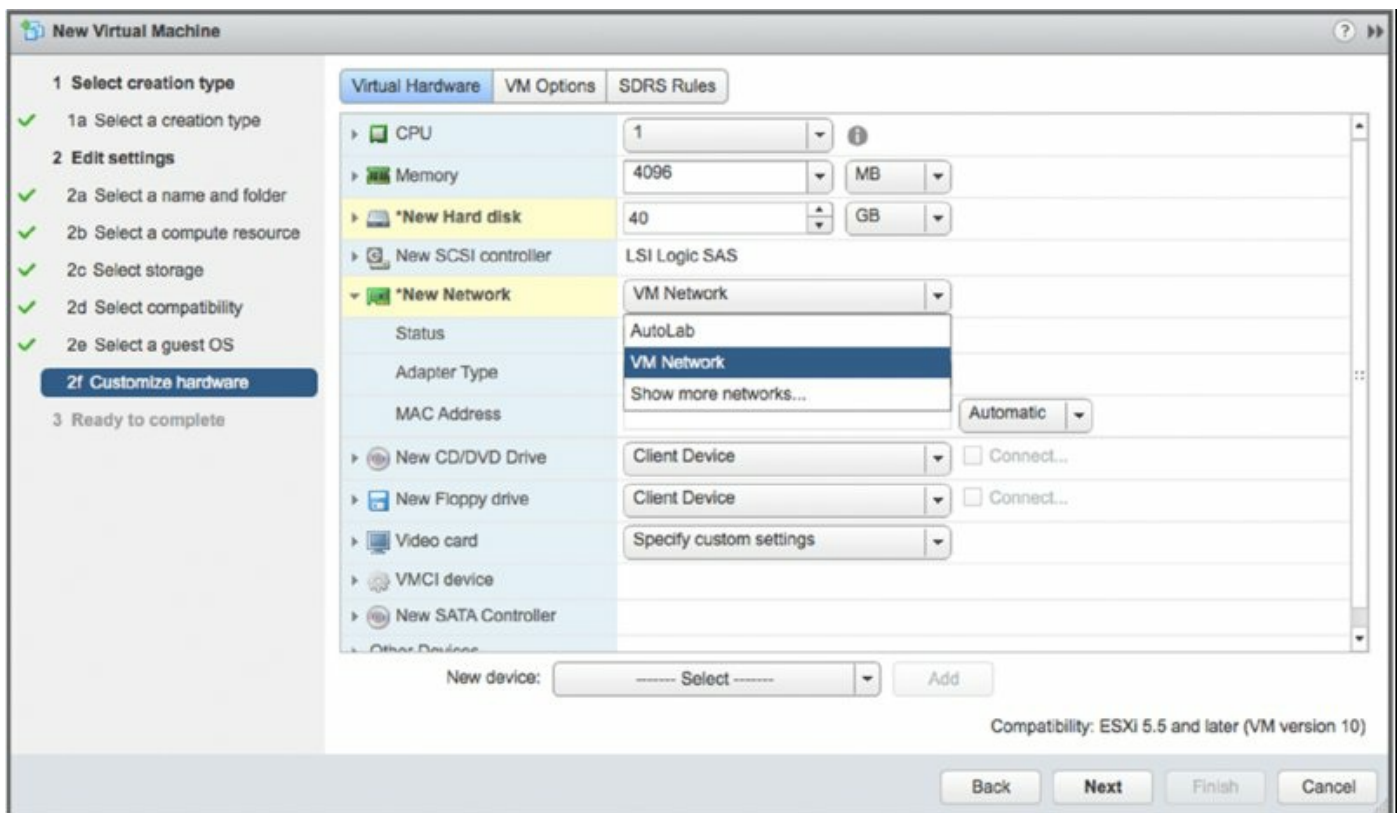 New Virtual Machine
1 Select creation type
1a Select a creation type
2 Edit settings
2a Select a name and folder
2b Select a compute resource
2c Select storage
2d Select compatibility
2e Select a guest OS
2f Customize hardware
3 Ready to complete
Virtual Hardware VM Options SDRS Rules
CPU 1
Memory 4096 MB
*New Hard disk 40 GB
New SCSI controller LSI Logic SAS
*New Network VM Network
Status AutoLab
VM Network
Adapter Type
Show more networks...
MAC Address Automatic
New CD/DVD Drive Client Device Connect...
New Floppy drive Client Device Connect...
Video card Specify custom settings
VMCI device
New SATA Controller
Other Devices
New device: ------- Select ------- Add
Compatibility: ESXi 5.5 and later (VM version 10)
Back Next Finish Cancel